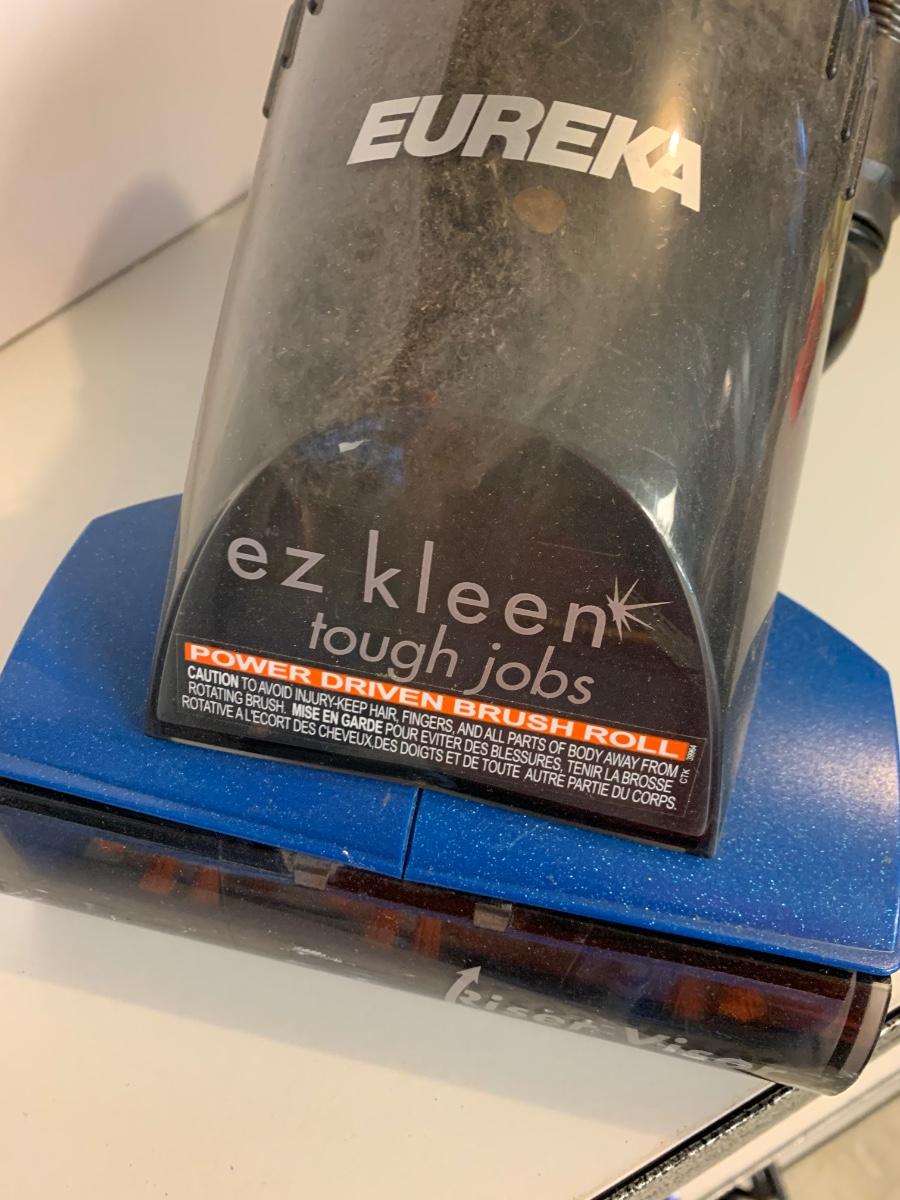 EUREKA
ez kleen
tough jobs
POWER DRIVEN BRUSH ROLL
CAUTION TO AVOID INJURY-KEEP HAIR, FINGERS, AND ALL PARTS OF BODY AWAY FROM
ROTATING BRUSH. MISE EN GARDE POUR EVITER DES BLESSURES, TENIR LA BROSSE
ROTATIVE À L'ECORT DES CHEVEUX,DES DOIGTS ET DE TOUTE AUTRE PARTIE DU CORPS.
Riser Visor